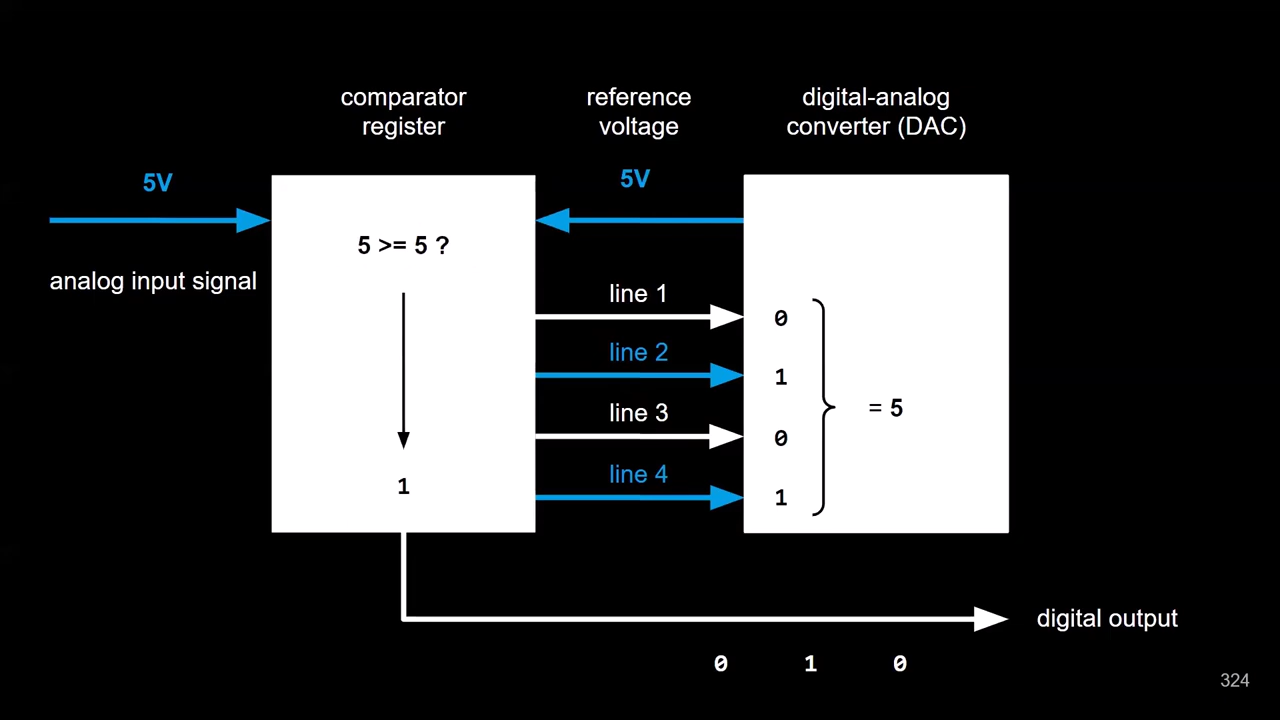 comparator
register
reference
voltage
digital-analog
converter (DAC)
5V
5V
5 >= 5 ?
analog input signal
line 1
0
line 2
1
= 5
line 3
0
line 4
1
1
digital output
0 1 0
324